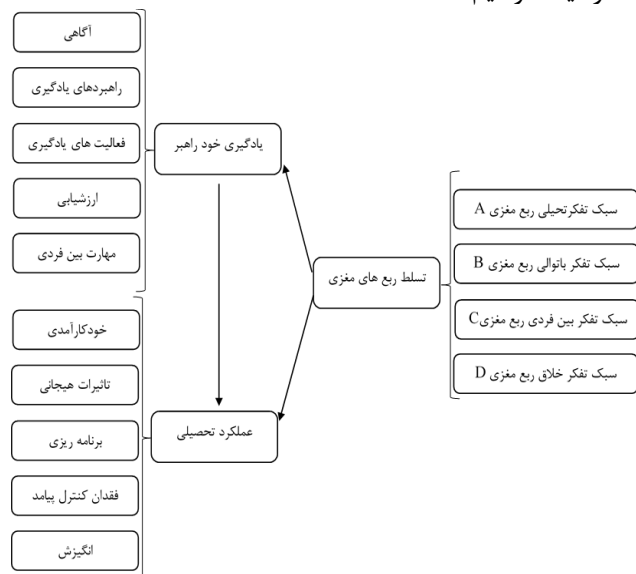 آگاهی
راهبردهای یادگیری
فعالیت های یادگیری
ارزشیابی
مهارت بین فردی
یادگیری خود راهبر
سبک تفکرتحیلی ربع مغزی A
سبک تفکر باتوالی ربع مغزی B
سبک تفکر بین فردی ربع مغزیC
سبک تفکر خلاق ربع مغزی D
تسلط ربع های مغزی
خودکارآمدی
تاثیرات هیجانی
برنامه ریزی
فقدان کنترل پیامد
انگیزش
عملکرد تحصیلی